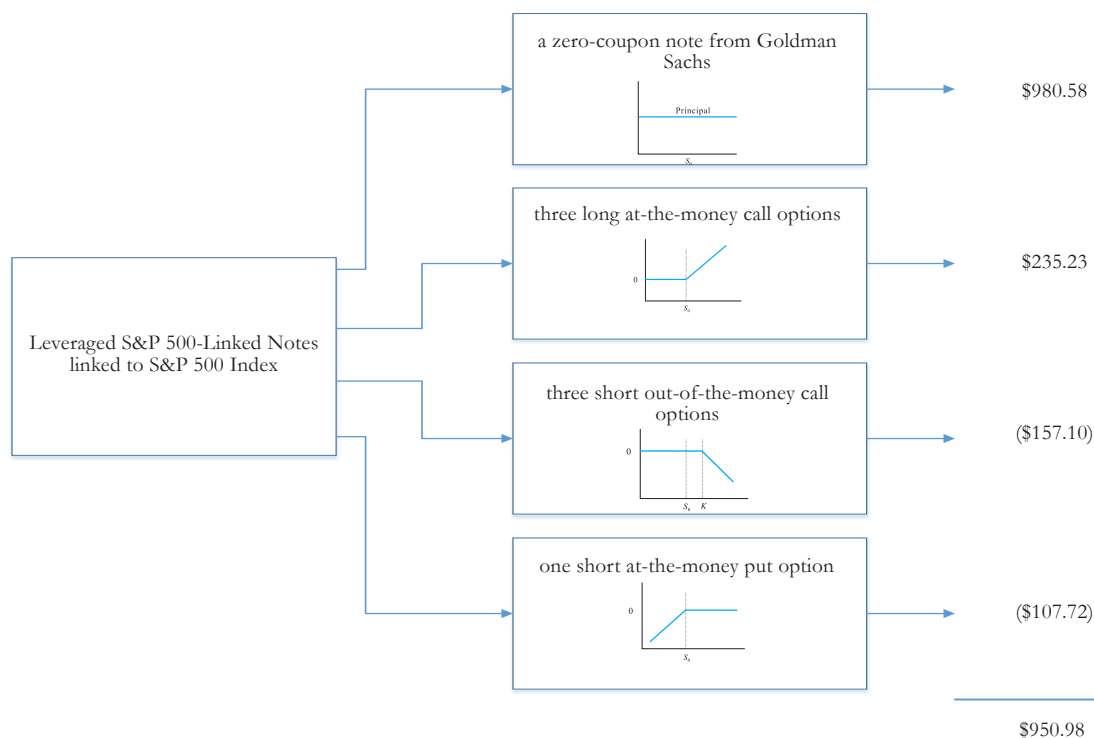 Leveraged S&P 500-Linked Notes
linked to S&P 500 Index
a zero-coupon note from Goldman
Sachs
Principal
$980.58
three long at-the-money call options
0
S₀
$235.23
three short out-of-the-money call
options
0
S₀ K
($157.10)
one short at-the-money put option
0
S₀
($107.72)
$950.98